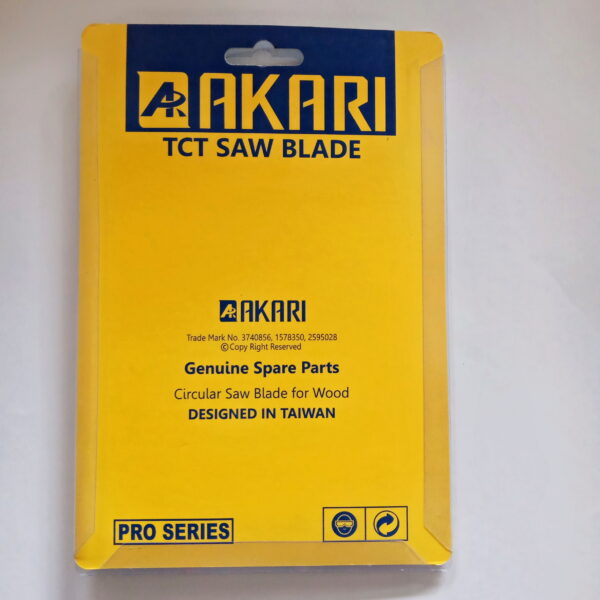 AKARI
TCT SAW BLADE
AKARI
Trade Mark No. 3740856, 1578350, 2595028
©Copy Right Reserved
Genuine Spare Parts
Circular Saw Blade for Wood
DESIGNED IN TAIWAN
PRO SERIES